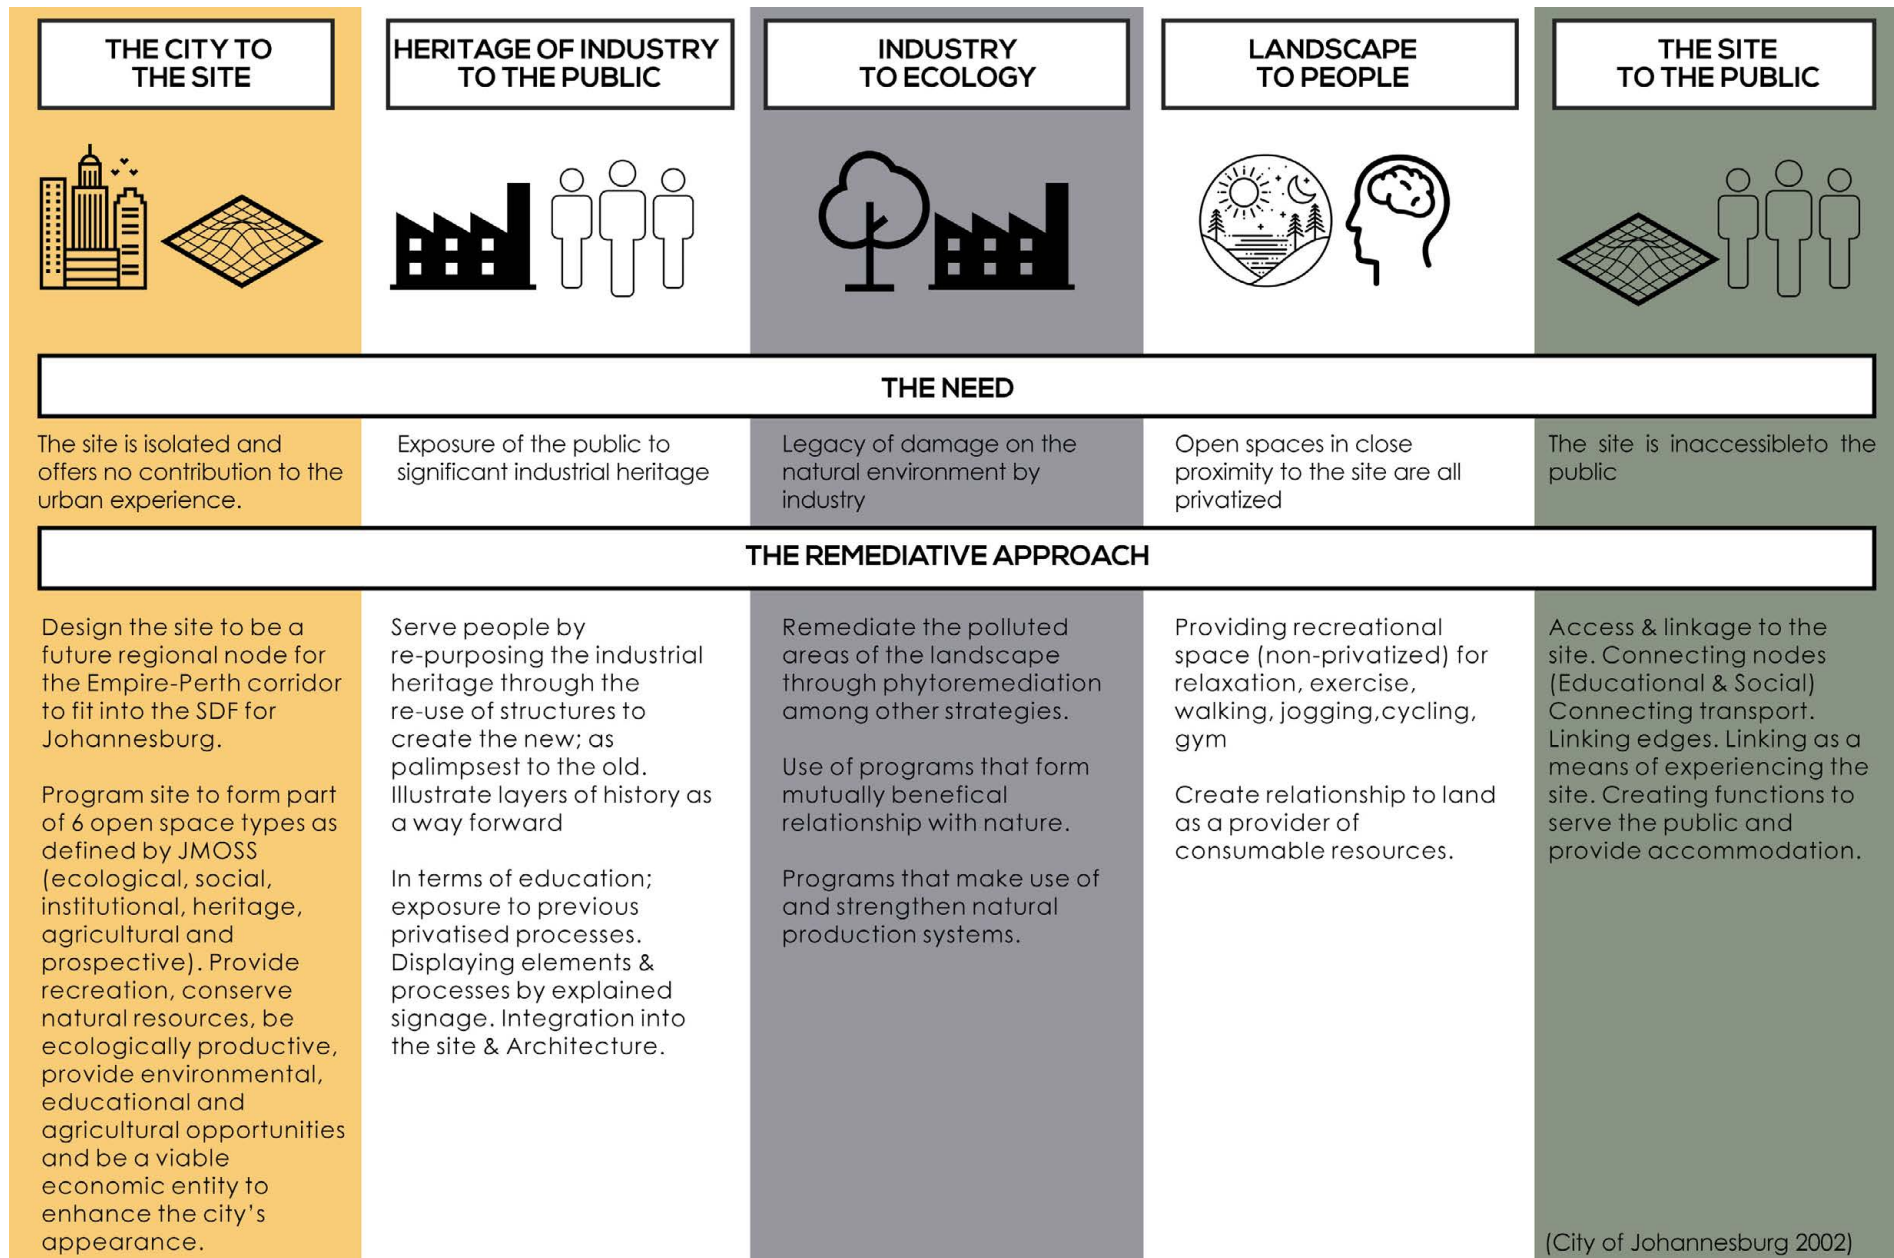 THE CITY TO
THE SITE
HERITAGE OF INDUSTRY
TO THE PUBLIC
INDUSTRY
TO ECOLOGY
LANDSCAPE
TO PEOPLE
THE SITE
TO THE PUBLIC
THE NEED
The site is isolated and
offers no contribution to the
urban experience.
Exposure of the public to
significant industrial heritage
Legacy of damage on the
natural environment by
industry
Open spaces in close
proximity to the site are all
privatized
The site is inaccessibleto the
public
THE REMEDIATIVE APPROACH
Design the site to be a
future regional node for
the Empire-Perth corridor
to fit into the SDF for
Johannesburg.
Program site to form part
of 6 open space types as
defined by JMOSS
(ecological, social,
institutional, heritage,
agricultural and
prospective). Provide
recreation, conserve
natural resources, be
ecologically productive,
provide environmental,
educational and
agricultural opportunities
and be a viable
economic entity to
enhance the city's
appearance.
Serve people by
re-purposing the industrial
heritage through the
re-use of structures to
create the new; as
palimpsest to the old.
Illustrate layers of history as
a way forward
In terms of education;
exposure to previous
privatised processes.
Displaying elements &
processes by explained
signage. Integration into
the site & Architecture.
Remediate the polluted
areas of the landscape
through phytoremediation
among other strategies.
Use of programs that form
mutually benefical
relationship with nature.
Programs that make use of
and strengthen natural
production systems.
Providing recreational
space (non-privatized) for
relaxation, exercise,
walking, jogging,cycling,
gym
Create relationship to land
as a provider of
consumable resources.
Access & linkage to the
site. Connecting nodes
(Educational & Social)
Connecting transport.
Linking edges. Linking as a
means of experiencing the
site. Creating functions to
serve the public and
provide accommodation.
(City of Johannesburg 2002)